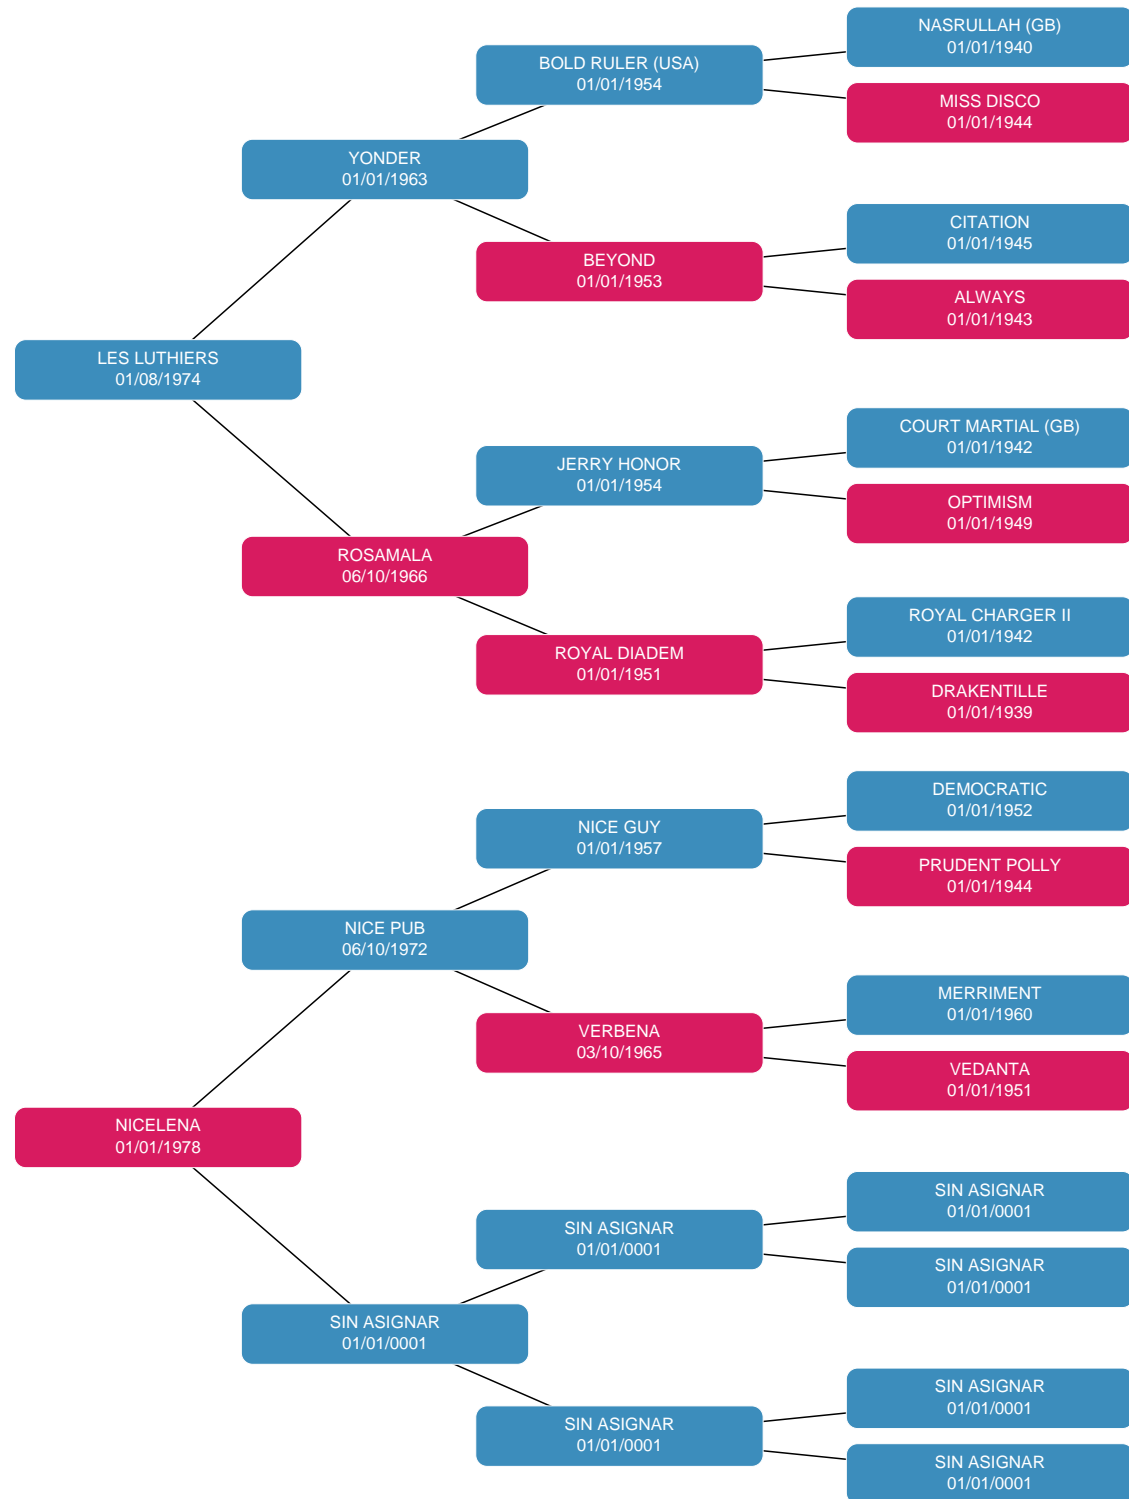 NASRULLAH (GB)
01/01/1940
BOLD RULER (USA)
01/01/1954
MISS DISCO
01/01/1944
YONDER
01/01/1963
CITATION
01/01/1945
BEYOND
01/01/1953
ALWAYS
01/01/1943
LES LUTHIERS
01/08/1974
COURT MARTIAL (GB)
01/01/1942
JERRY HONOR
01/01/1954
OPTIMISM
01/01/1949
ROSAMALA
06/10/1966
ROYAL CHARGER II
01/01/1942
ROYAL DIADEM
01/01/1951
DRAKENTILLE
01/01/1939
DEMOCRATIC
01/01/1952
NICE GUY
01/01/1957
PRUDENT POLLY
01/01/1944
NICE PUB
06/10/1972
MERRIMENT
01/01/1960
VERBENA
03/10/1965
VEDANTA
01/01/1951
NICELENA
01/01/1978
SIN ASIGNAR
01/01/0001
SIN ASIGNAR
01/01/0001
SIN ASIGNAR
01/01/0001
SIN ASIGNAR
01/01/0001
SIN ASIGNAR
01/01/0001
SIN ASIGNAR
01/01/0001
SIN ASIGNAR
01/01/0001